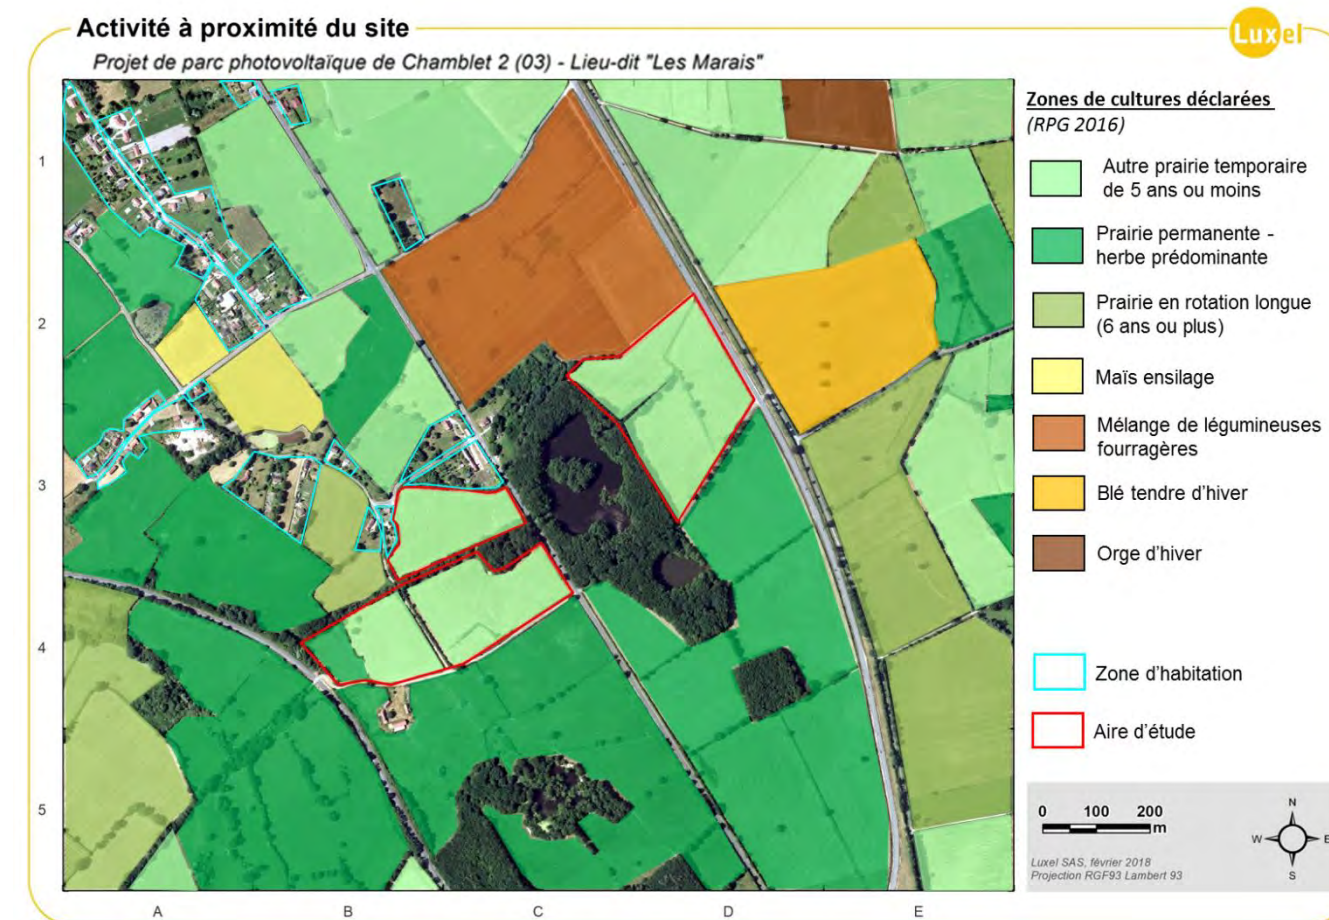 Activité à proximité du site
Luxel
Projet de parc photovoltaïque de Chamblet 2 (03) - Lieu-dit "Les Marais"
Zones de cultures déclarées
(RPG 2016)
Autre prairie temporaire
de 5 ans ou moins
Prairie permanente -
herbe prédominante
Prairie en rotation longue
(6 ans ou plus)
Maïs ensilage
Mélange de légumineuses
fourragères
Blé tendre d'hiver
Orge d'hiver
Zone d'habitation
Aire d'étude
0 100 200
m
N
W E
S
Luxel SAS, février 2018
Projection RGF93 Lambert 93
1
2
3
4
5
A B C D E